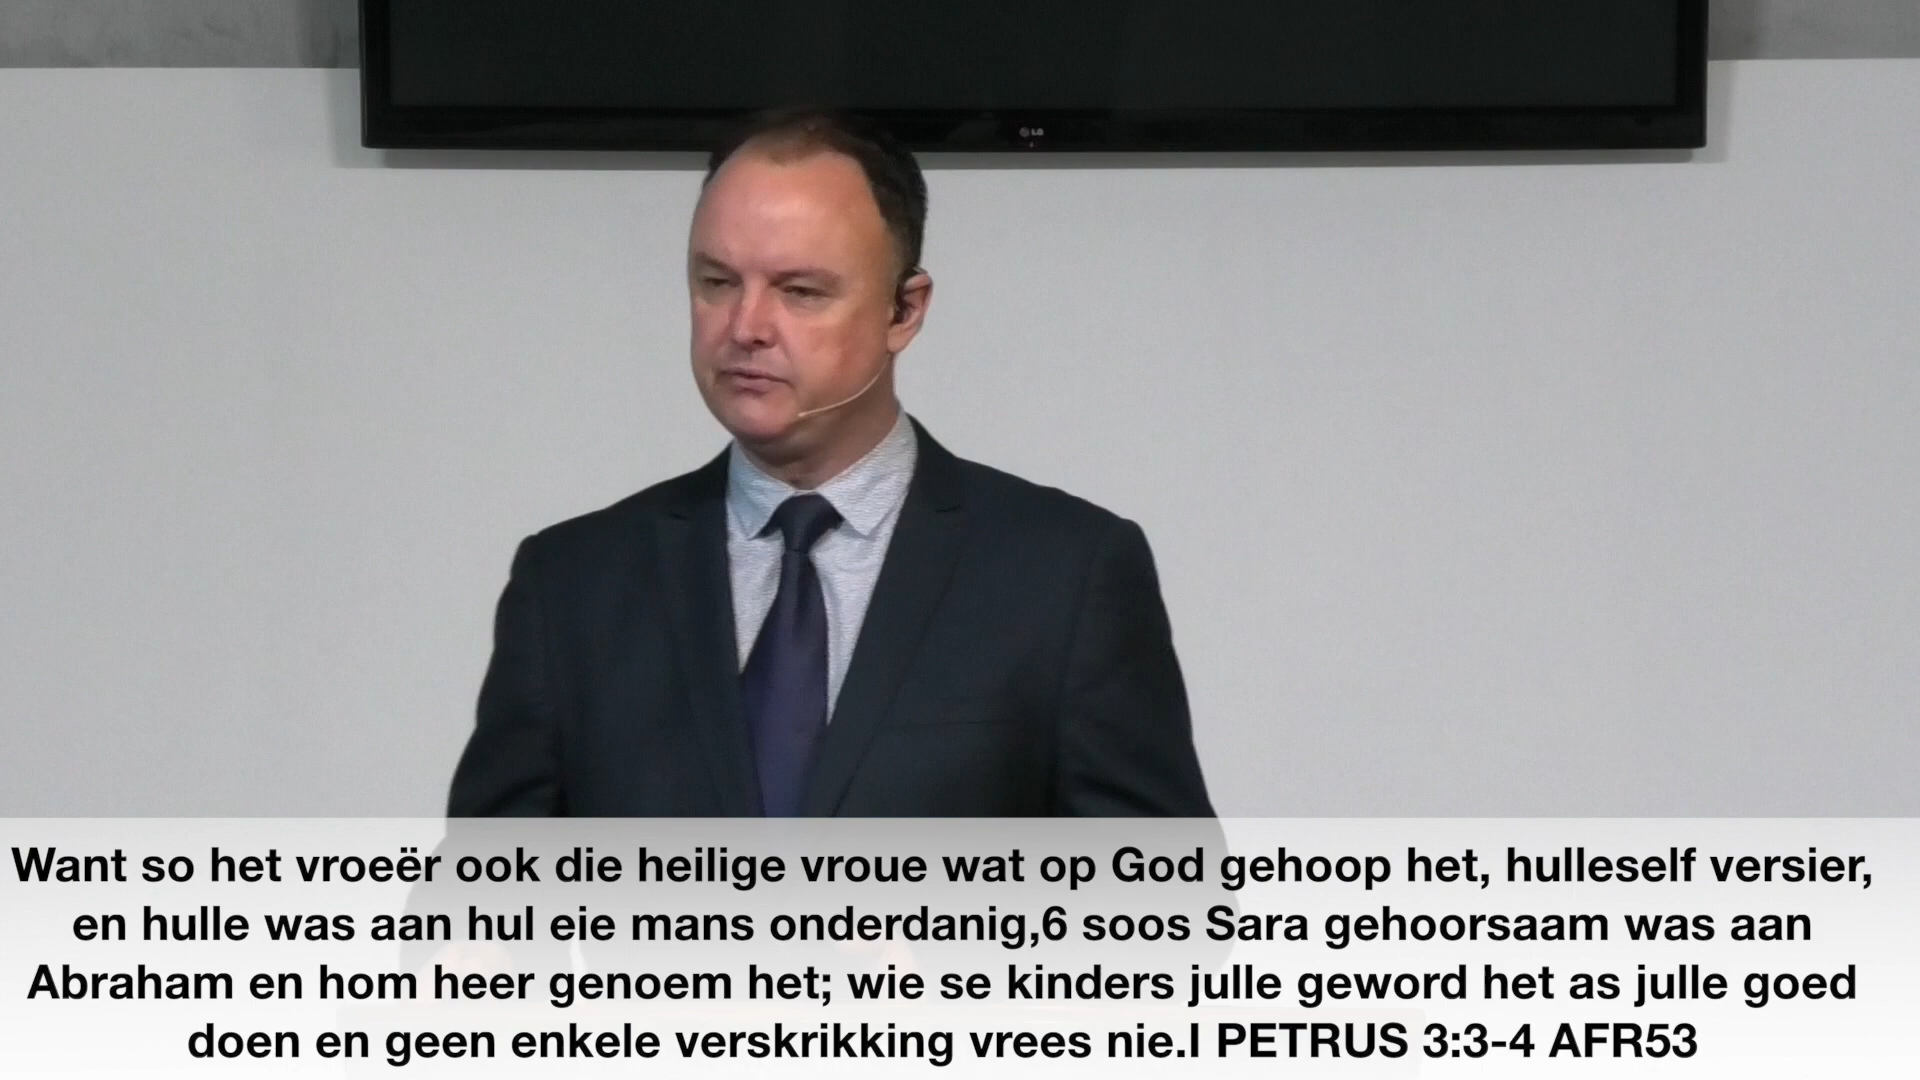 LG
Want so het vroeër ook die heilige vroue wat op God gehoop het, hulleself versier,
en hulle was aan hul eie mans onderdanig,6 soos Sara gehoorsaam was aan
Abraham en hom heer genoem het; wie se kinders julle geword het as julle goed
doen en geen enkele verskrikking vrees nie.I PETRUS 3:3-4 AFR53